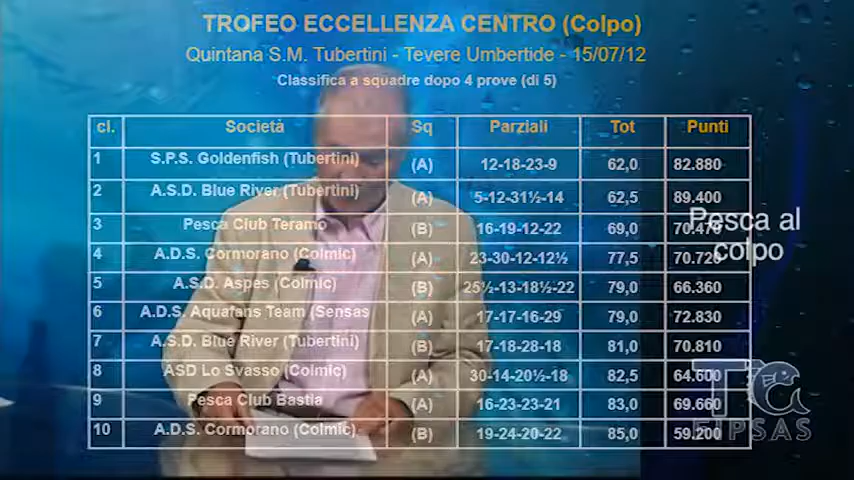 TROFEO ECCELLENZA CENTRO (Colpo)
Quintana S.M. Tubertini - Tevere Umbertide - 15/07/12
Classifica a squadre dopo 4 prove (di 5)
cl. Società Sq Parziali Tot Punti
1 S.P.S. Goldenfish (Tubertini) (A) 12-18-23-9 62,0 82.880
2 A.S.D. Blue River (Tubertini) (A) 5-12-31½-14 62,5 89.400
3 Pesca Club Teramo (B) 16-19-12-22 69,0 70.470
4 A.D.S. Cormorano (Colmic) (A) 23-30-12-12½ 77,5 70.720
5 A.S.D. Aspes (Colmic) (B) 25½-13-18½-22 79,0 66.360
6 A.D.S. Aquafans Team (Sensas (A) 17-17-16-29 79,0 72.830
7 A.S.D. Blue River (Tubertini) (B) 17-18-28-18 81,0 70.810
8 ASD Lo Svasso (Colmic) (A) 30-14-20½-18 82,5 64.600
9 Pesca Club Bastia (A) 16-23-23-21 83,0 69.660
10 A.D.S. Cormorano (Colmic) (B) 19-24-20-22 85,0 59.200
Pesca al
colpo
FIPSAS